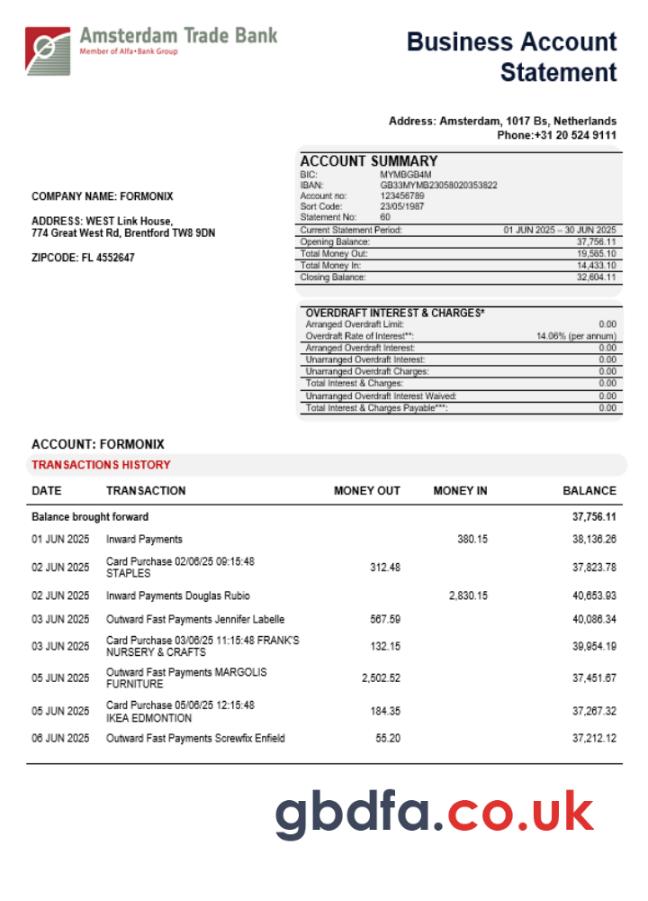 Amsterdam Trade Bank
Member of Alfa•Bank Group
Business Account
Statement
Address: Amsterdam, 1017 Bs, Netherlands
Phone:+31 20 524 9111
COMPANY NAME: FORMONIX
ADDRESS: WEST Link House,
774 Great West Rd, Brentford TW8 9DN
ZIPCODE: FL 4552647
ACCOUNT SUMMARY
BIC: MYMBGB4M
IBAN: GB33MYMB23058020353822
Account no: 123456789
Sort Code: 23/05/1987
Statement No: 60
Current Statement Period: 01 JUN 2025 – 30 JUN 2025
Opening Balance: 37,756.11
Total Money Out: 19,585.10
Total Money In: 14,433.10
Closing Balance: 32,604.11
OVERDRAFT INTEREST & CHARGES*
Arranged Overdraft Limit: 0.00
Overdraft Rate of Interest**: 14.06% (per annum)
Arranged Overdraft Interest: 0.00
Unarranged Overdraft Interest: 0.00
Unarranged Overdraft Charges: 0.00
Total Interest & Charges: 0.00
Unarranged Overdraft Interest Waived: 0.00
Total Interest & Charges Payable***: 0.00
ACCOUNT: FORMONIX
TRANSACTIONS HISTORY
DATE TRANSACTION MONEY OUT MONEY IN BALANCE
Balance brought forward 37,756.11
01 JUN 2025 Inward Payments 380.15 38,136.26
02 JUN 2025 Card Purchase 02/06/25 09:15:48 312.48 37,823.78
STAPLES
02 JUN 2025 Inward Payments Douglas Rubio 2,830.15 40,653.93
03 JUN 2025 Outward Fast Payments Jennifer Labelle 567.59 40,086.34
03 JUN 2025 Card Purchase 03/06/25 11:15:48 FRANK'S 132.15 39,954.19
NURSERY & CRAFTS
05 JUN 2025 Outward Fast Payments MARGOLIS 2,502.52 37,451.67
FURNITURE
05 JUN 2025 Card Purchase 05/06/25 12:15:48 184.35 37,267.32
IKEA EDMONTION
06 JUN 2025 Outward Fast Payments Screwfix Enfield 55.20 37,212.12
gbdfa.co.uk